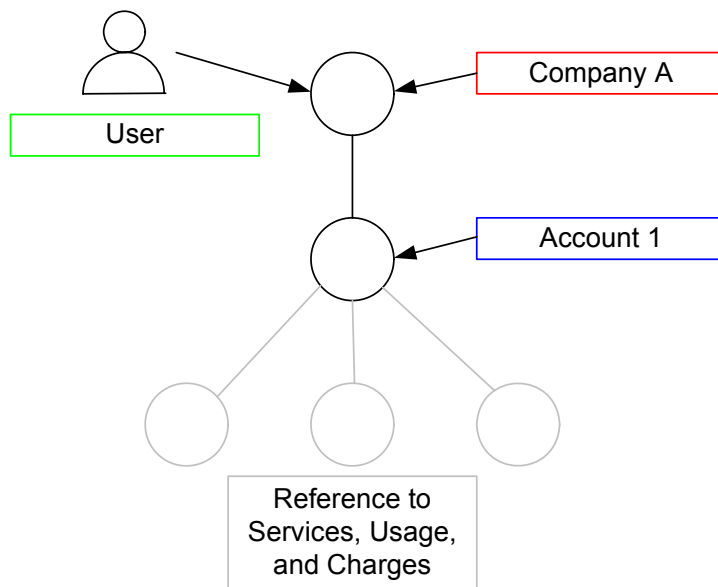 Company A
User
Account 1
Reference to
Services, Usage,
and Charges